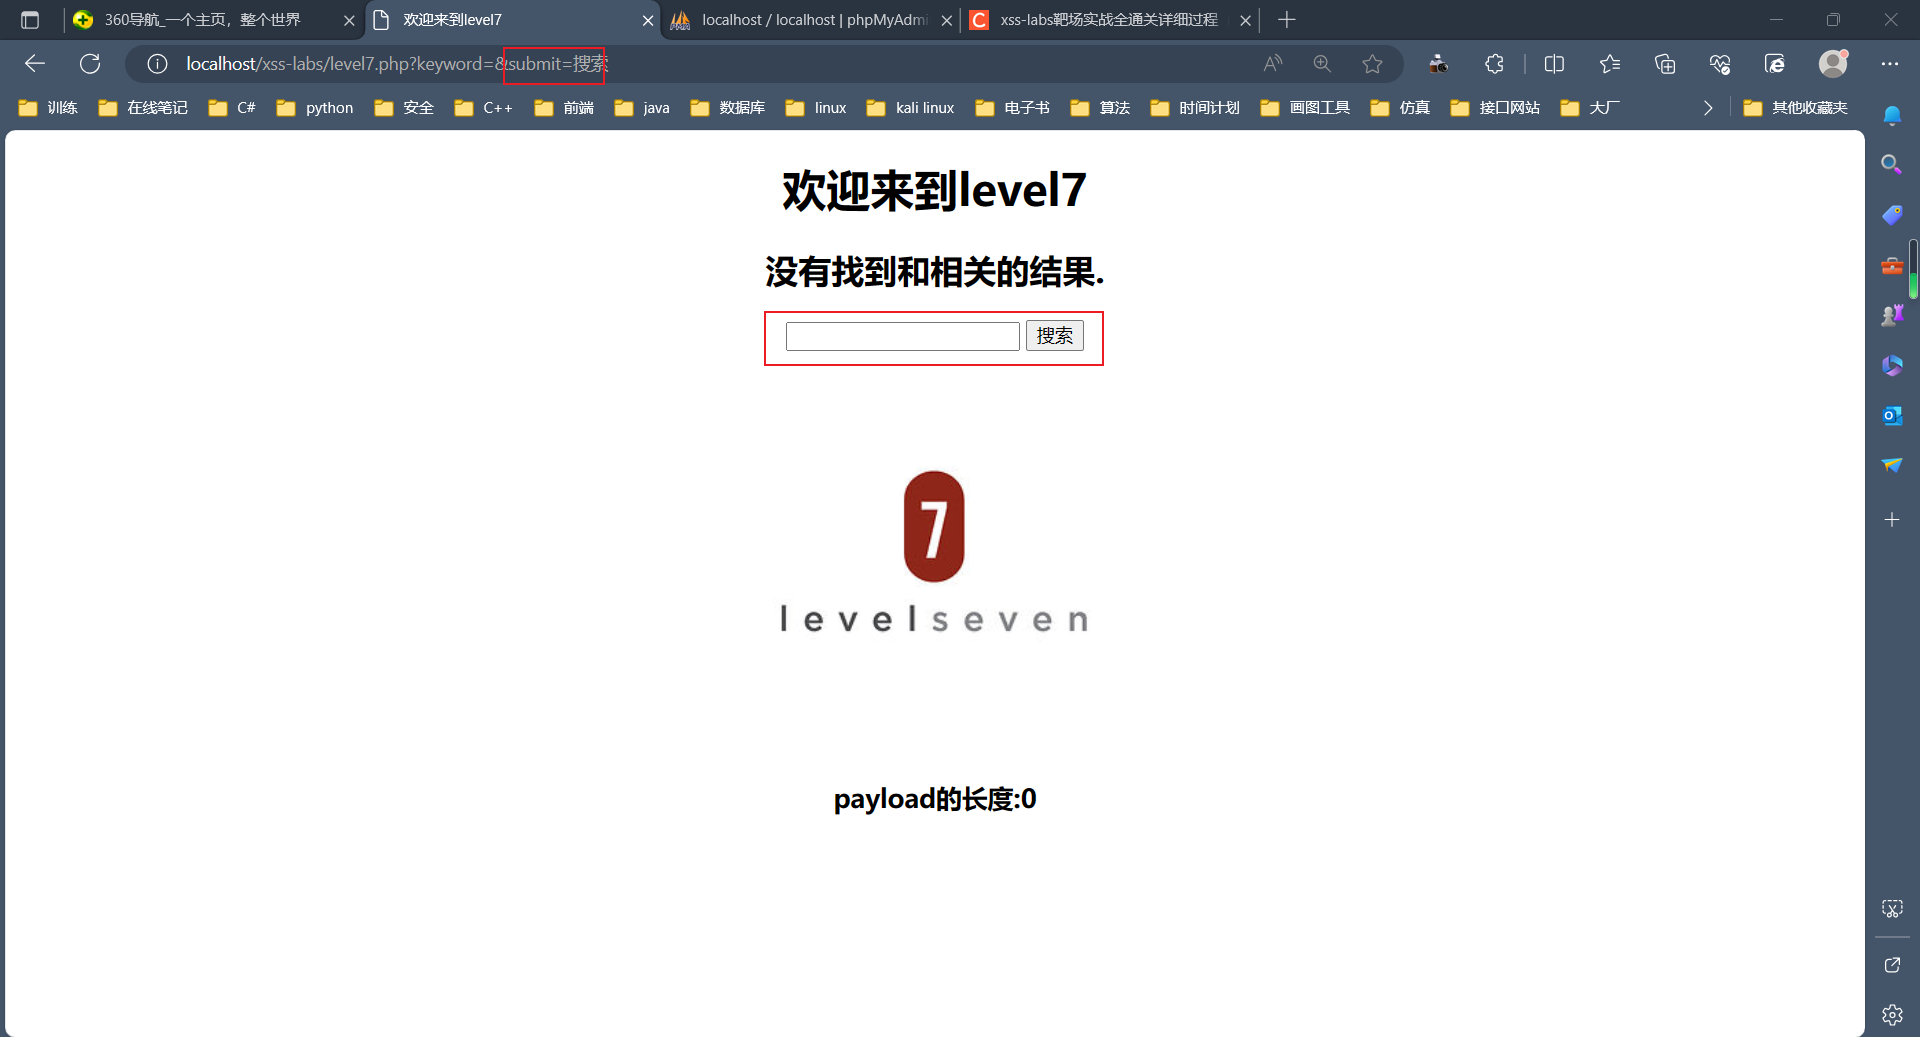 360导航_一个主页，整个世界
欢迎来到level7
localhost / localhost | phpMyAdmi
xss-labs靶场实战全通关详细过程
localhost/xss-labs/level7.php?keyword=&submit=搜索
训练 在线笔记 C# python 安全 C++ 前端 java 数据库 linux kali linux 电子书 算法 时间计划 画图工具 仿真 接口网站 大厂 其他收藏夹
欢迎来到level7
没有找到和相关的结果.
搜索
7
levelseven
payload的长度:0